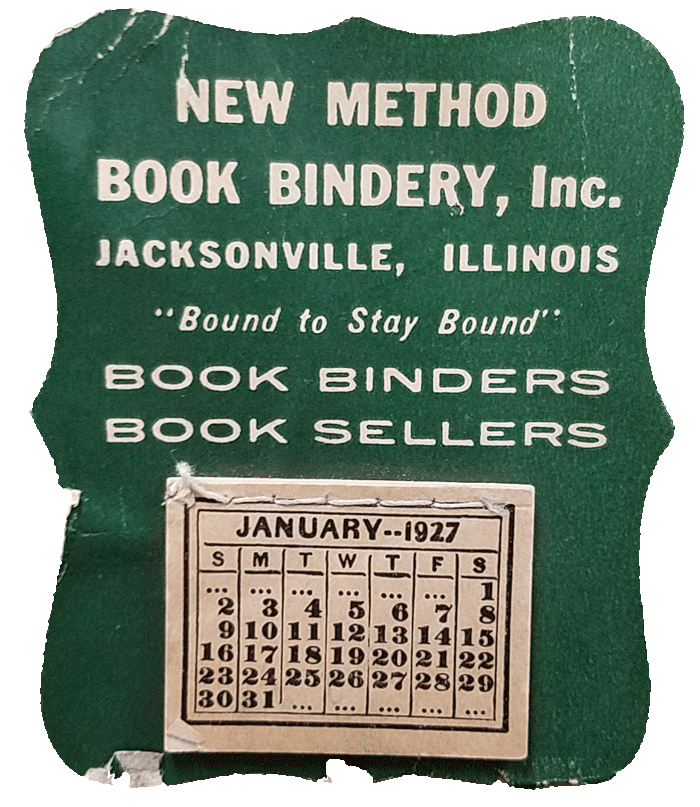 NEW METHOD
BOOK BINDERY, Inc.
JACKSONVILLE, ILLINOIS
"Bound to Stay Bound"
BOOK BINDERS
BOOK SELLERS
JANUARY--1927
S M T W T F S
... ... ... ... ... ... 1
2 3 4 5 6 7 8
9 10 11 12 13 14 15
16 17 18 19 20 21 22
23 24 25 26 27 28 29
30 31 ... ... ... ... ...